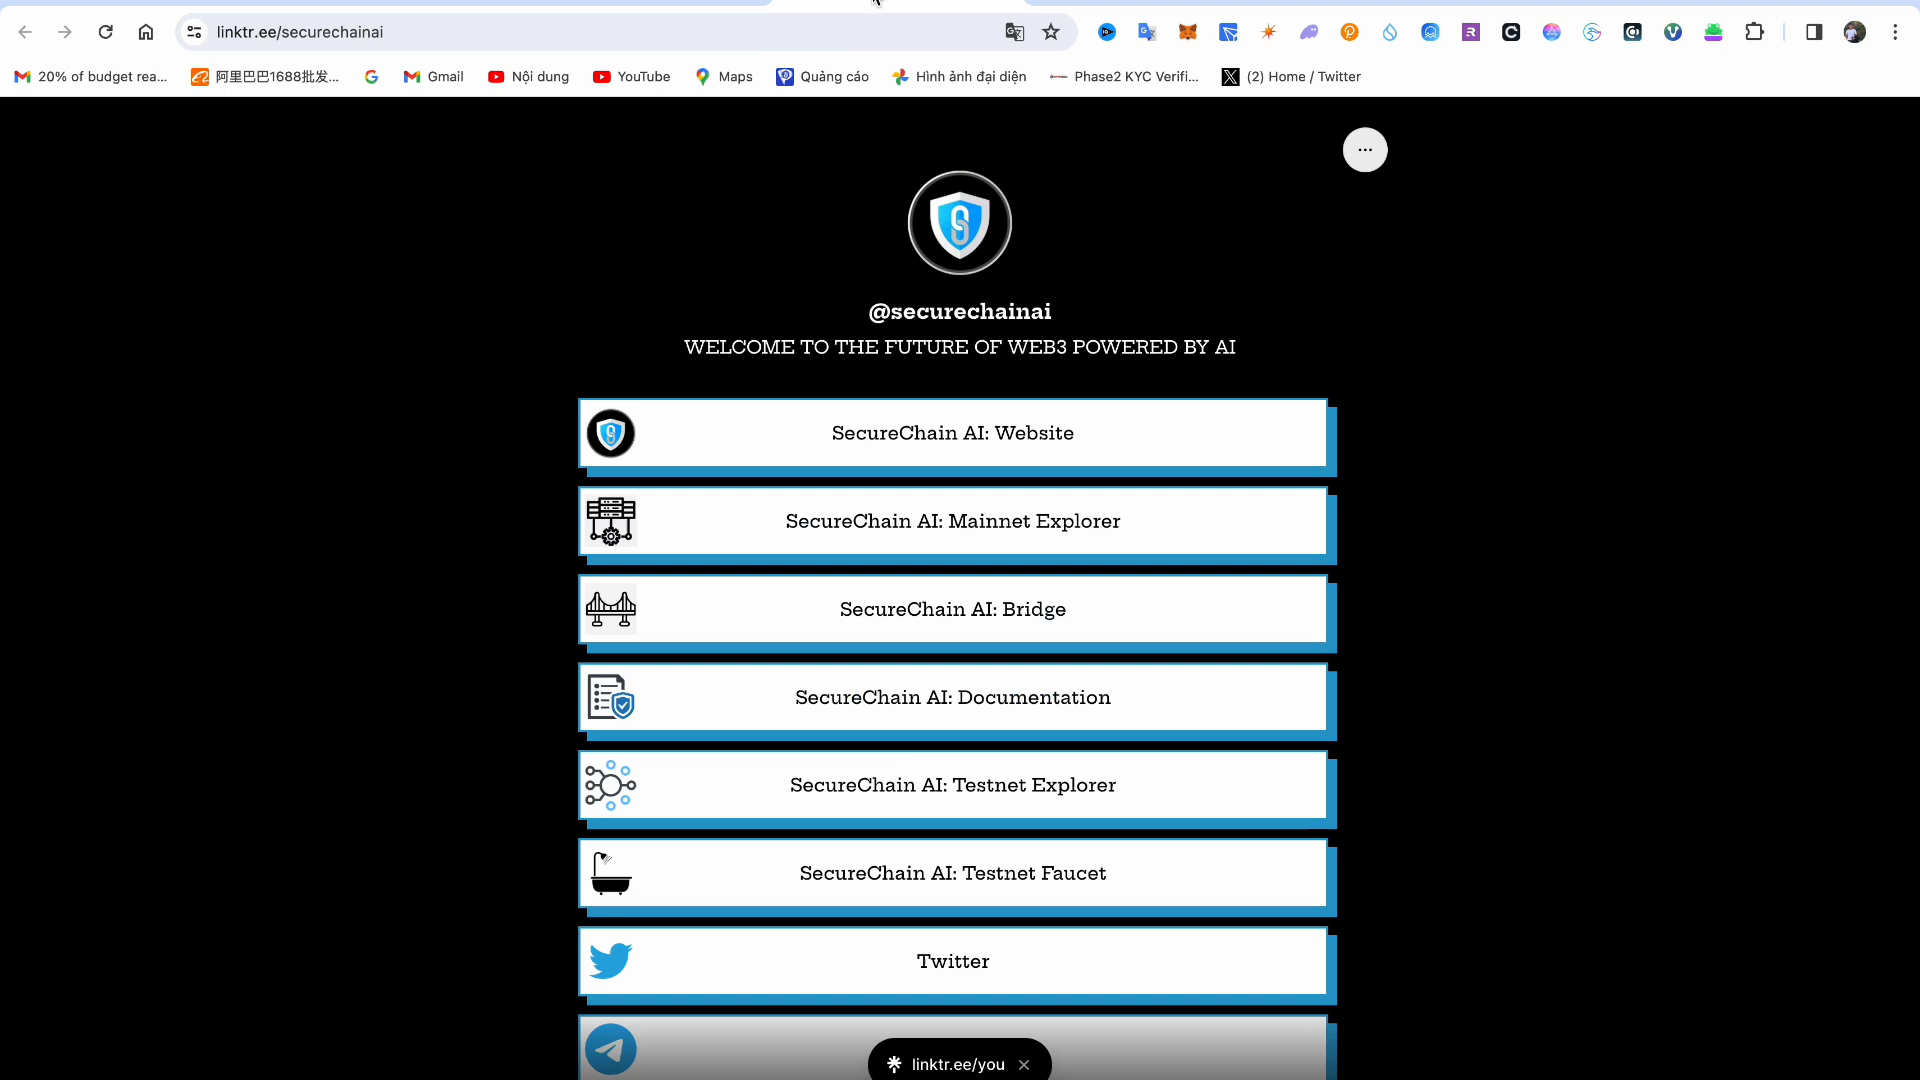 linktr.ee/securechainai
20% of budget rea...
阿里巴巴1688批发...
Gmail
Nội dung
YouTube
Maps
Quảng cáo
Hình ảnh đại diện
Phase2 KYC Verifi...
(2) Home / Twitter
@securechainai
WELCOME TO THE FUTURE OF WEB3 POWERED BY AI
SecureChain AI: Website
SecureChain AI: Mainnet Explorer
SecureChain AI: Bridge
SecureChain AI: Documentation
SecureChain AI: Testnet Explorer
SecureChain AI: Testnet Faucet
Twitter
linktr.ee/you